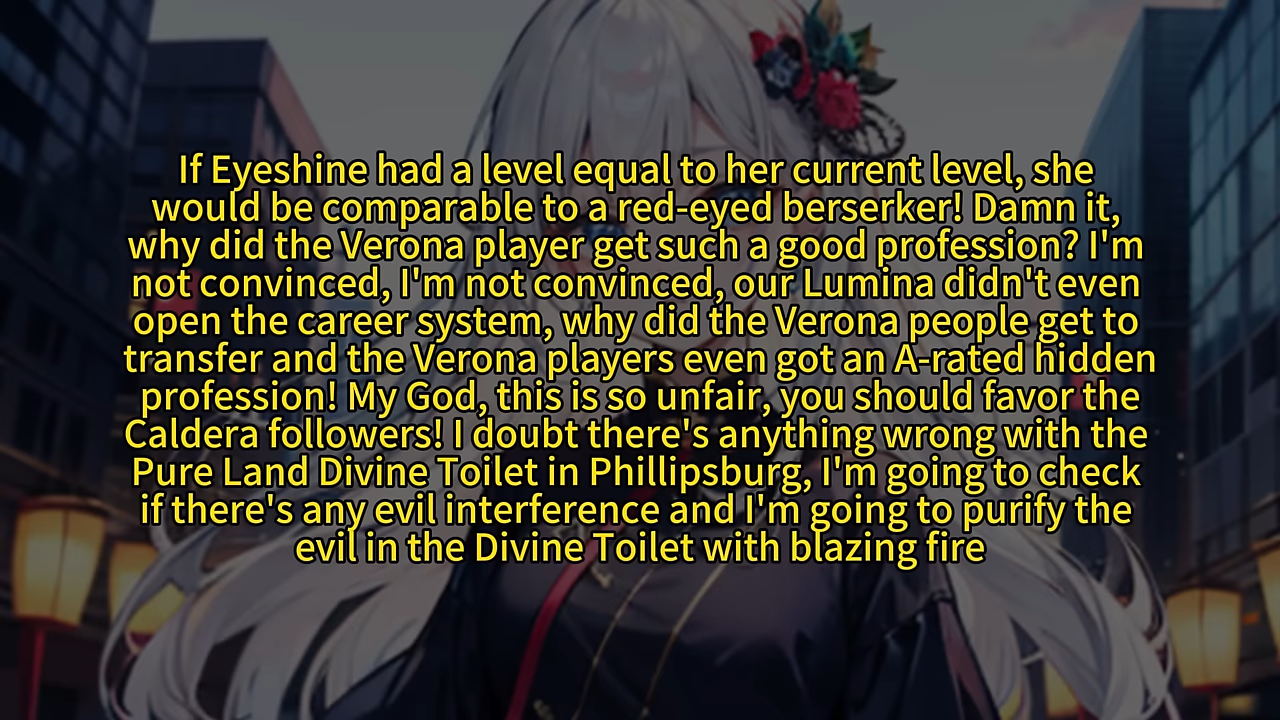 If Eyeshine had a level equal to her current level, she
would be comparable to a red-eyed berserker! Damn it,
why did the Verona player get such a good profession? I'm
not convinced, I'm not convinced, our Lumina didn't even
open the career system, why did the Verona people get to
transfer and the Verona players even got an A-rated hidden
profession! My God, this is so unfair, you should favor the
Caldera followers! I doubt there's anything wrong with the
Pure Land Divine Toilet in Phillipsburg, I'm going to check
if there's any evil interference and I'm going to purify the
evil in the Divine Toilet with blazing fire